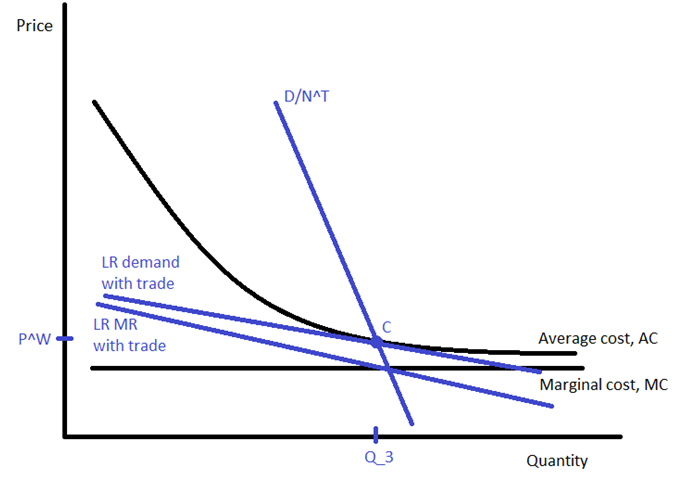 Price
D/N^T
LR demand
with trade
LR MR
with trade
C
P^W
Average cost, AC
Marginal cost, MC
Q_3
Quantity